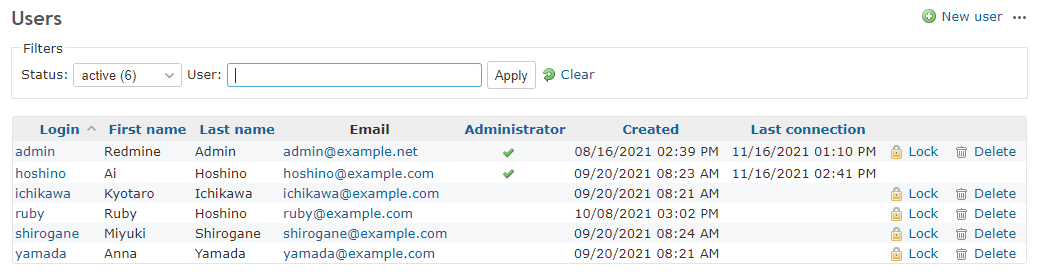 Users
New user
Filters
Status: active (6) User: Apply Clear
Login First name Last name Email Administrator Created Last connection
admin Redmine Admin admin@example.net 08/16/2021 02:39 PM 11/16/2021 01:10 PM Lock Delete
hoshino Ai Hoshino hoshino@example.com 09/20/2021 08:23 AM 11/16/2021 02:41 PM
ichikawa Kyotaro Ichikawa ichikawa@example.com 09/20/2021 08:21 AM Lock Delete
ruby Ruby Hoshino ruby@example.com 10/08/2021 03:02 PM Lock Delete
shirogane Miyuki Shirogane shirogane@example.com 09/20/2021 08:24 AM Lock Delete
yamada Anna Yamada yamada@example.com 09/20/2021 08:21 AM Lock Delete